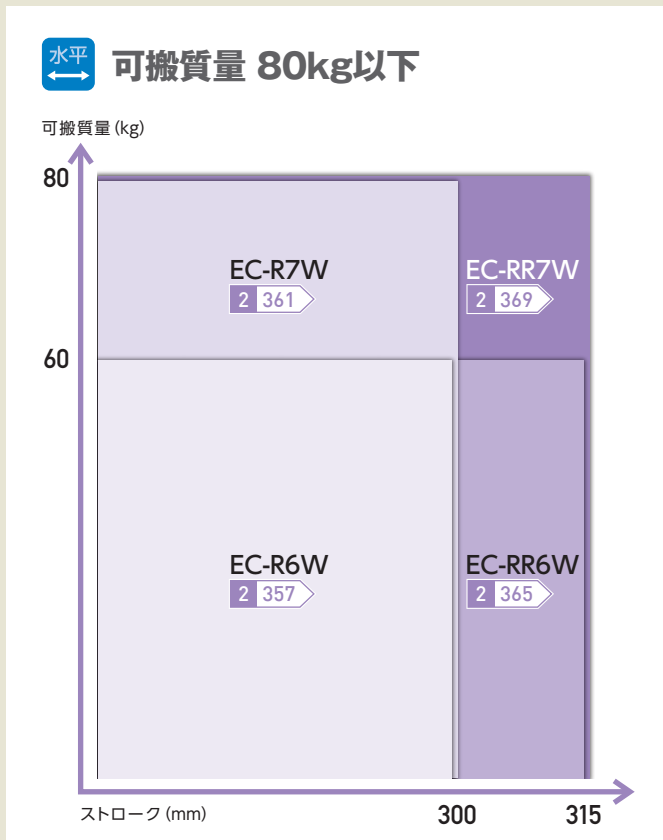 水平
可搬質量 80kg以下
可搬質量 (kg)
80
EC-R7W
2 361
EC-RR7W
2 369
60
EC-R6W
2 357
EC-RR6W
2 365
ストローク (mm)
300
315